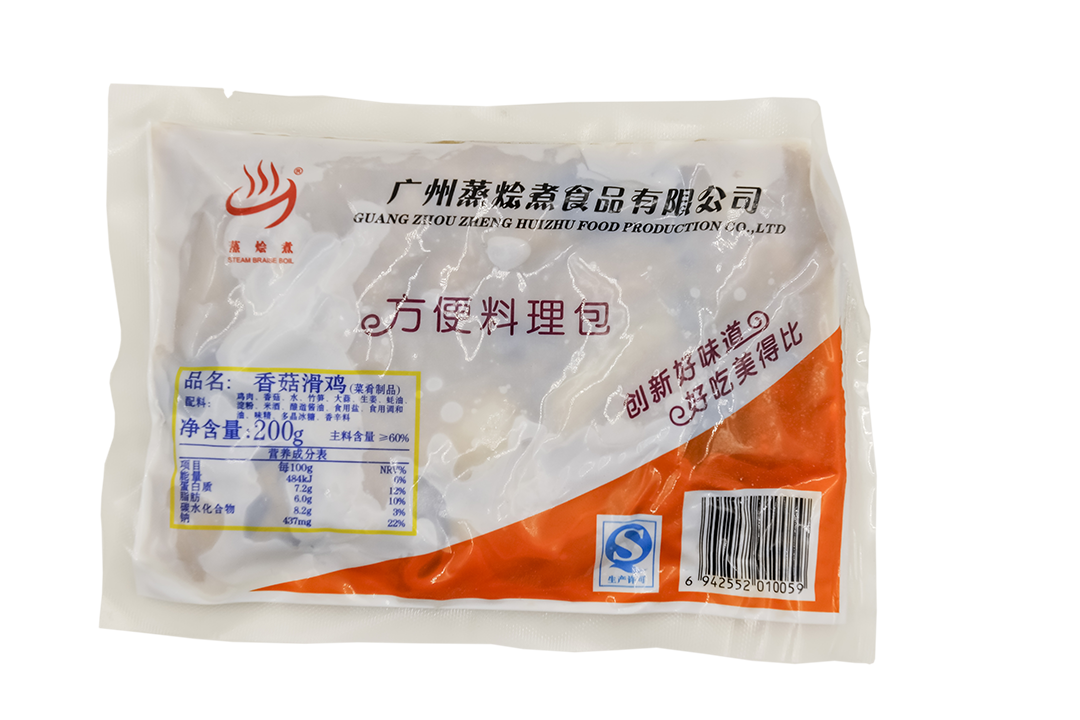 ®
蒸烩煮
STEAM BRAISE BOIL
广州蒸烩煮食品有限公司
GUANG ZHOU ZHENG HUIZHU FOOD PRODUCTION CO.,LTD
方便料理包
创新好味道
好吃美得比
品名: 香菇滑鸡(菜肴制品)
配料: 鸡肉、香菇、水、竹笋、大蒜、生姜、蚝油、
淀粉、米酒、酿造酱油、食用盐、食用调和
油、味精、多晶冰糖、香辛料
净含量:200g 主料含量 ≥60%
营养成分表
项目 每100g NRV%
能量 484kJ 6%
蛋白质 7.2g 12%
脂肪 6.0g 10%
碳水化合物 8.2g 3%
钠 437mg 22%
生产许可
6 942552 010059